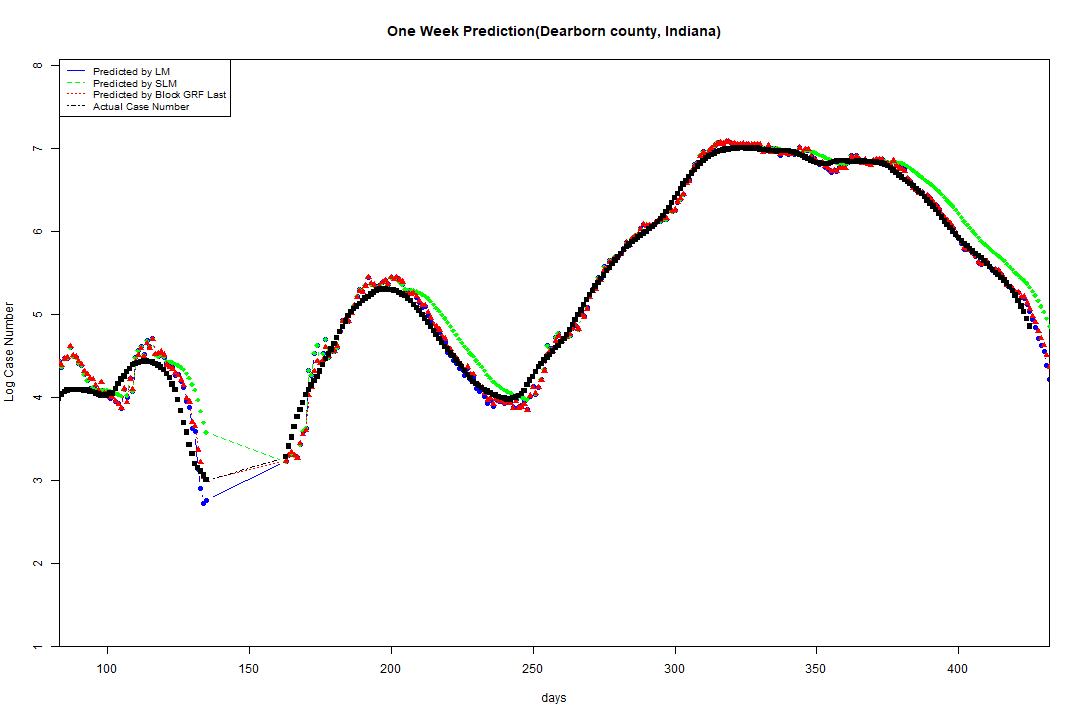 One Week Prediction(Dearborn county, Indiana)
Predicted by LM
Predicted by SLM
Predicted by Block GRF Last
Actual Case Number
Log Case Number
8
7
6
5
4
3
2
1
100 150 200 250 300 350 400
days